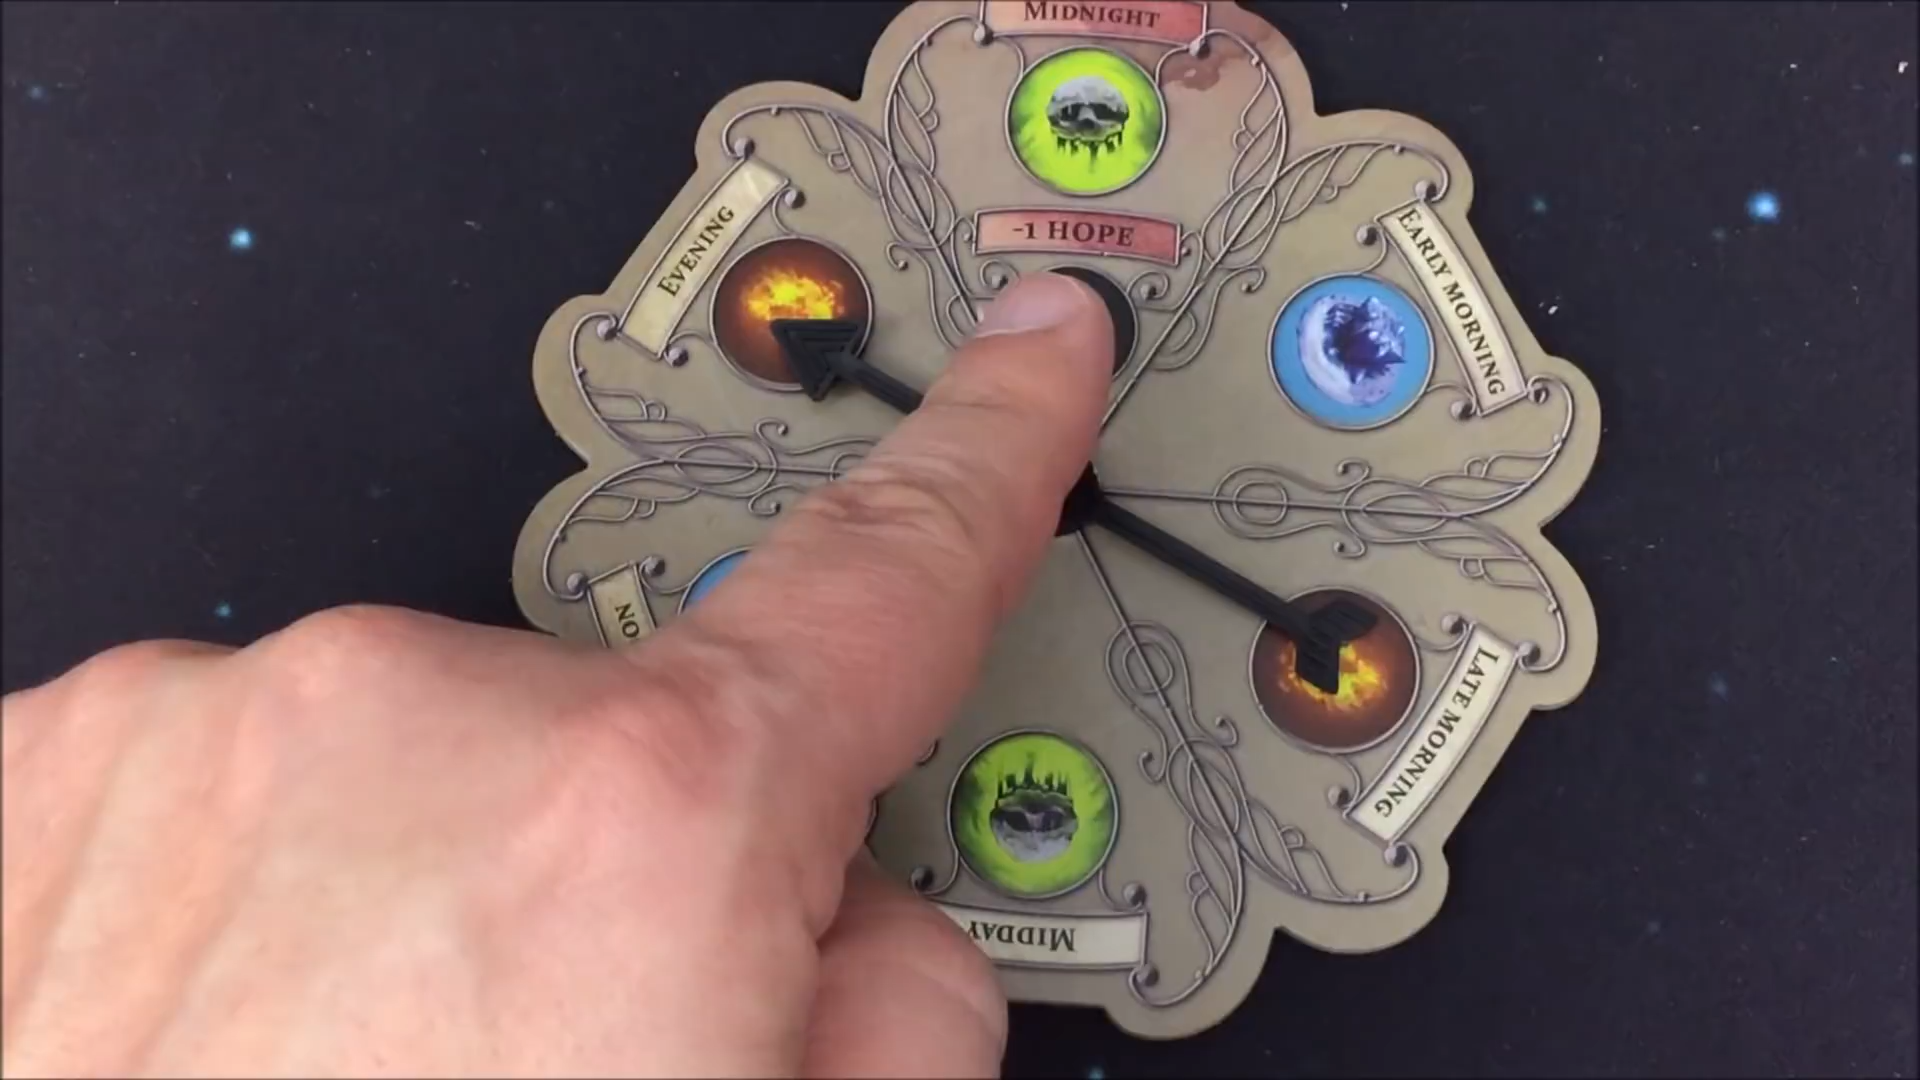 MIDNIGHT
-1 HOPE
EVENING
EARLY MORNING
LATE MORNING
MIDDAY